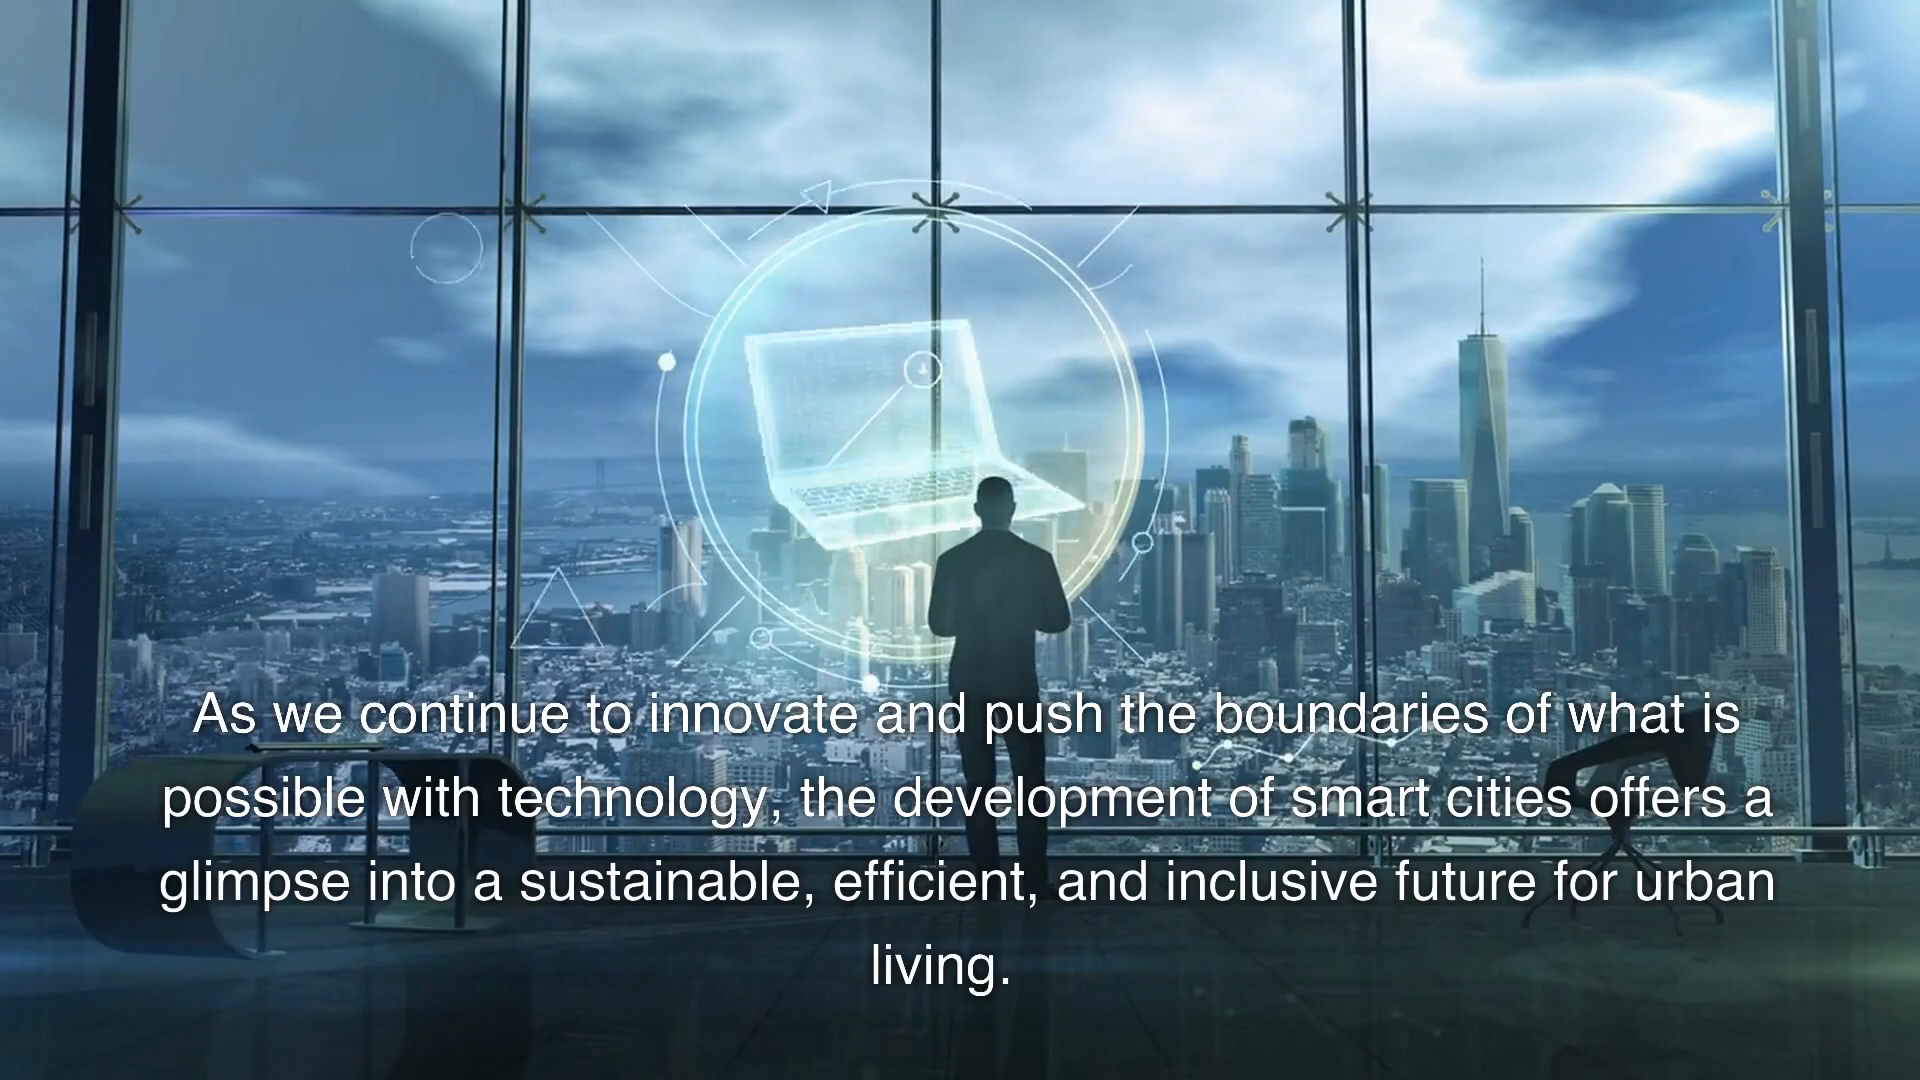 As we continue to innovate and push the boundaries of what is
possible with technology, the development of smart cities offers a
glimpse into a sustainable, efficient, and inclusive future for urban
living.